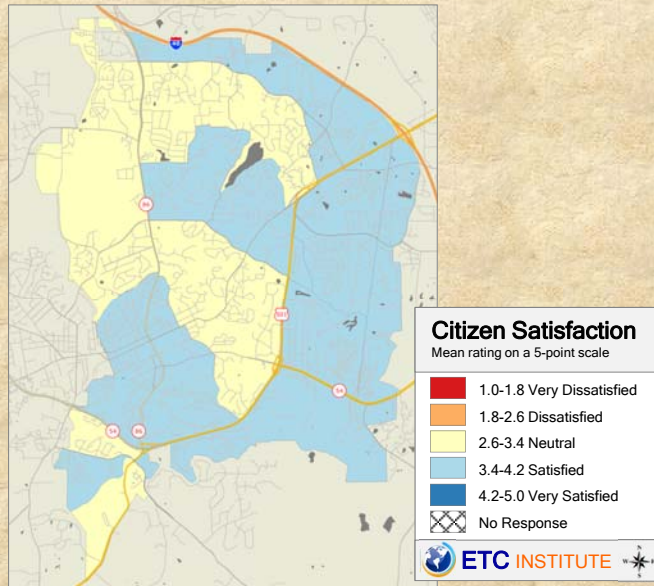 40
86
501
54
54
86
Citizen Satisfaction
Mean rating on a 5-point scale
1.0-1.8 Very Dissatisfied
1.8-2.6 Dissatisfied
2.6-3.4 Neutral
3.4-4.2 Satisfied
4.2-5.0 Very Satisfied
No Response
ETC INSTITUTE
N
W
E
S